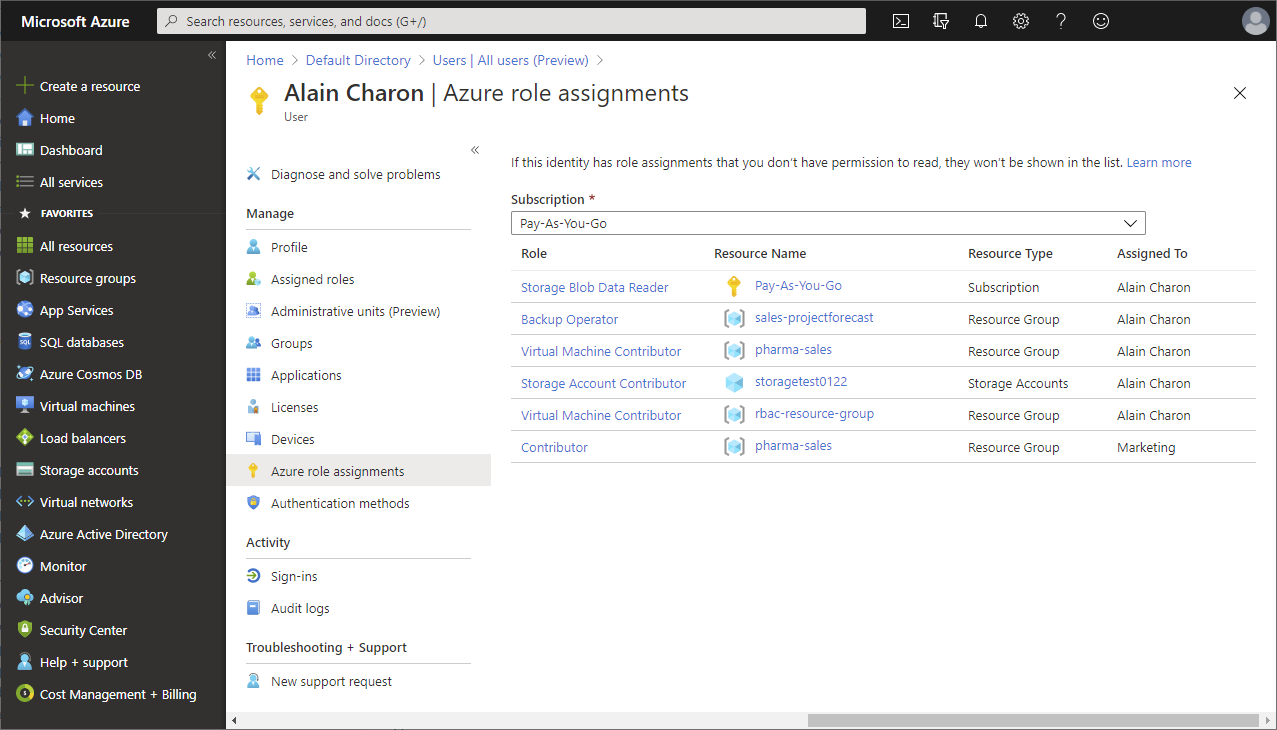 Microsoft Azure
Search resources, services, and docs (G+/)
Create a resource
Home
Dashboard
All services
FAVORITES
All resources
Resource groups
App Services
SQL databases
Azure Cosmos DB
Virtual machines
Load balancers
Storage accounts
Virtual networks
Azure Active Directory
Monitor
Advisor
Security Center
Help + support
Cost Management + Billing
Home > Default Directory > Users | All users (Preview) >
Alain Charon | Azure role assignments
User
Diagnose and solve problems
Manage
Profile
Assigned roles
Administrative units (Preview)
Groups
Applications
Licenses
Devices
Azure role assignments
Authentication methods
Activity
Sign-ins
Audit logs
Troubleshooting + Support
New support request
If this identity has role assignments that you don't have permission to read, they won't be shown in the list. Learn more
Subscription *
Pay-As-You-Go
Role Resource Name Resource Type Assigned To
Storage Blob Data Reader Pay-As-You-Go Subscription Alain Charon
Backup Operator sales-projectforecast Resource Group Alain Charon
Virtual Machine Contributor pharma-sales Resource Group Alain Charon
Storage Account Contributor storagetest0122 Storage Accounts Alain Charon
Virtual Machine Contributor rbac-resource-group Resource Group Alain Charon
Contributor pharma-sales Resource Group Marketing